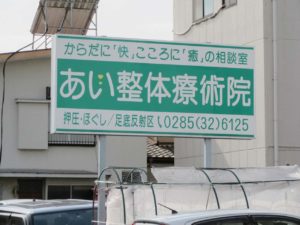 からだに「快」こころに「癒」の相談室
あい整体療術院
押圧・ほぐし/足底反射区 0285(32)6125